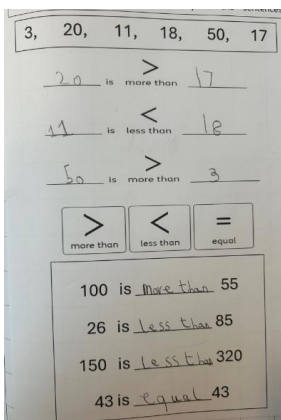 sentences
3, 20, 11, 18, 50, 17
>
20 is more than 17
<
11 is less than 18
>
50 is more than 3
> < =
more than less than equal
100 is more than 55
26 is less than 85
150 is less than 320
43 is equal 43